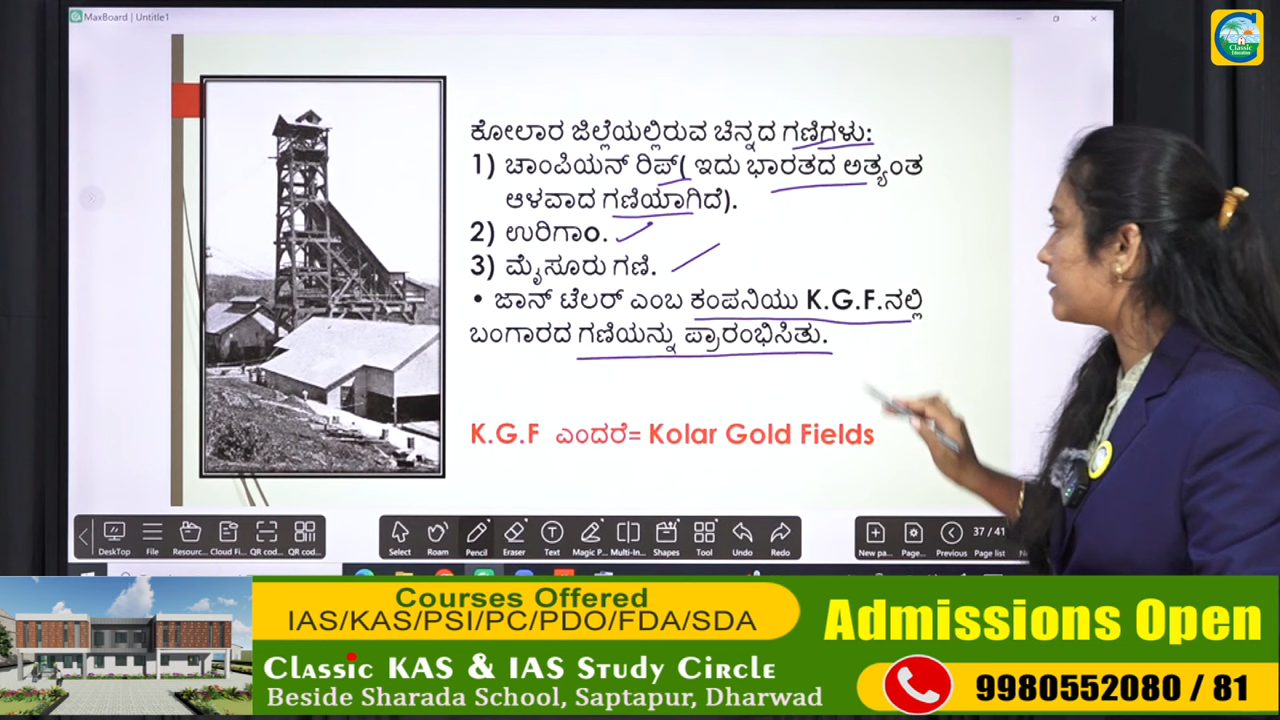 MaxBoard | Untitle1
Classic
Education
ಕೋಲಾರ ಜಿಲ್ಲೆಯಲ್ಲಿರುವ ಚಿನ್ನದ ಗಣಿಗಳು:
1) ಚಾಂಪಿಯನ್ ರಿಪ್( ಇದು ಭಾರತದ ಅತ್ಯಂತ
ಆಳವಾದ ಗಣಿಯಾಗಿದೆ).
2) ಉರಿಗಾಂ.
3) ಮೈಸೂರು ಗಣಿ.
• ಜಾನ್ ಟೆಲರ್ ಎಂಬ ಕಂಪನಿಯು K.G.F.ನಲ್ಲಿ
ಬಂಗಾರದ ಗಣಿಯನ್ನು ಪ್ರಾರಂಭಿಸಿತು.
K.G.F ಎಂದರೆ= Kolar Gold Fields
DeskTop File Resourc... Cloud Fi... QR cod... QR cod... Select Roam Pencil Eraser Text Magic P... Multi-In... Shapes Tool Undo Redo New pa... Page... Previous 37 / 41 Page list
Courses Offered
IAS/KAS/PSI/PC/PDO/FDA/SDA
Classic KAS & IAS Study Circle
Beside Sharada School, Saptapur, Dharwad
Admissions Open
9980552080 / 81